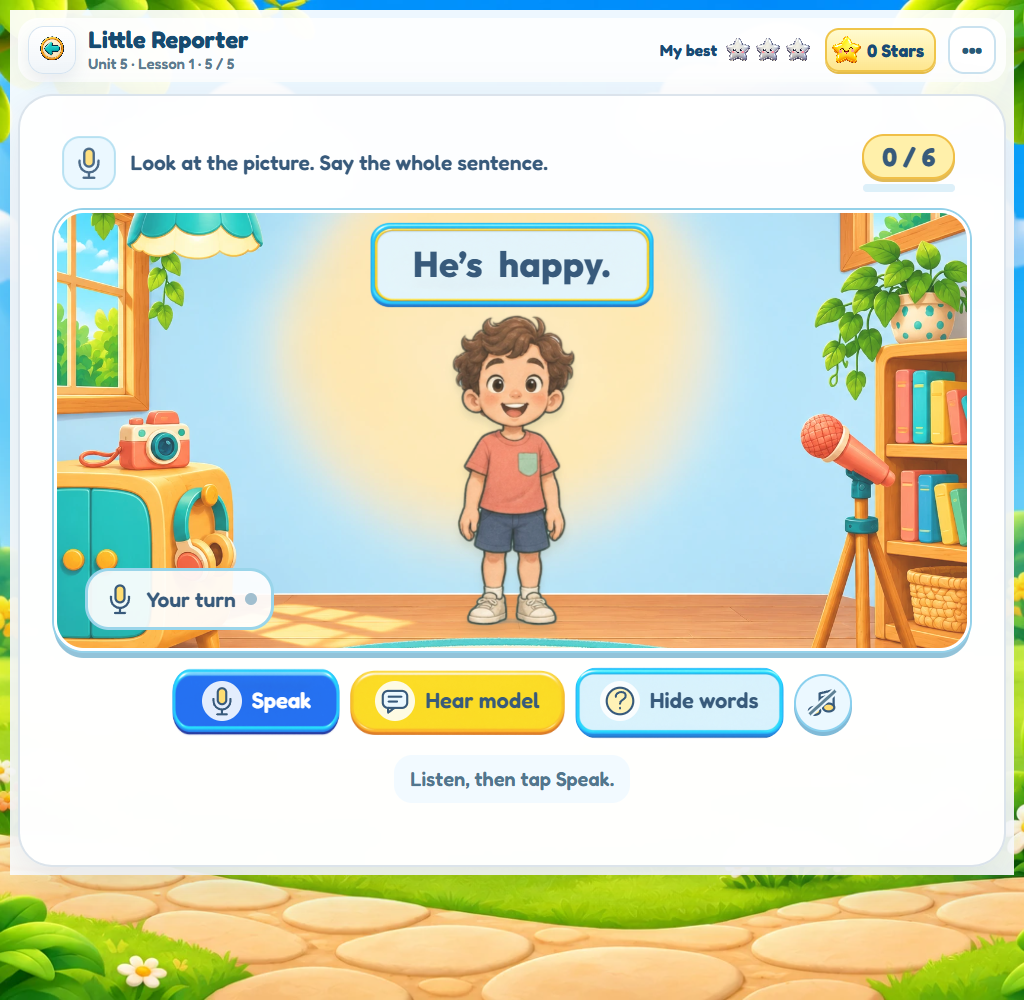 Little Reporter
Unit 5 · Lesson 1 · 5 / 5
My best
0 Stars
Look at the picture. Say the whole sentence.
0 / 6
He's happy.
Your turn
Speak
Hear model
Hide words
Listen, then tap Speak.